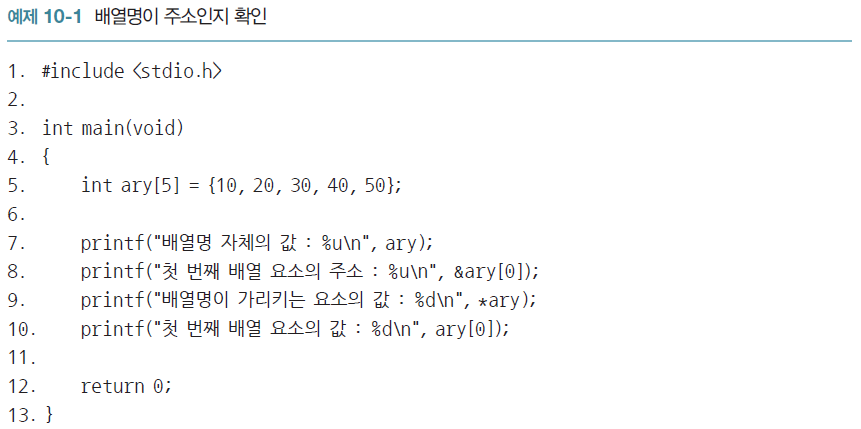 예제 10-1 배열명이 주소인지 확인
1. #include <stdio.h>
2.
3. int main(void)
4. {
5. int ary[5] = {10, 20, 30, 40, 50};
6.
7. printf("배열명 자체의 값 : %u\n", ary);
8. printf("첫 번째 배열 요소의 주소 : %u\n", &ary[0]);
9. printf("배열명이 가리키는 요소의 값 : %d\n", *ary);
10. printf("첫 번째 배열 요소의 값 : %d\n", ary[0]);
11.
12. return 0;
13. }